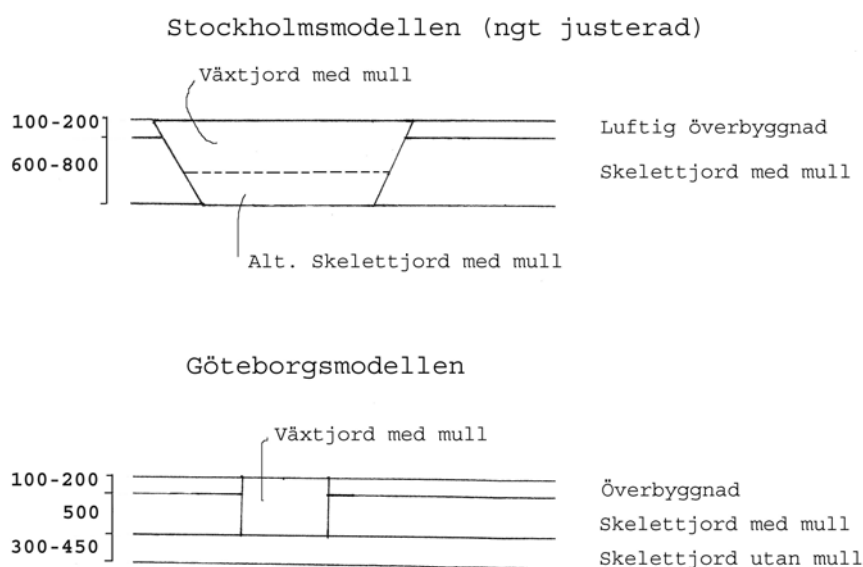 Stockholmsmodellen (ngt justerad)
Växtjord med mull
100-200
Luftig överbyggnad
600-800
Skelettjord med mull
Alt. Skelettjord med mull
Göteborgsmodellen
Växtjord med mull
100-200
Överbyggnad
500
Skelettjord med mull
300-450
Skelettjord utan mull